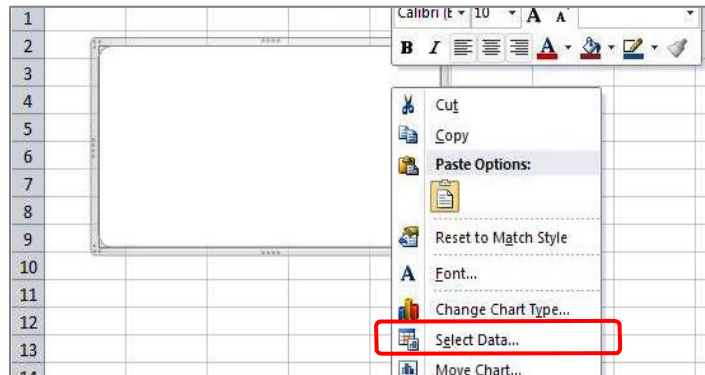 Calibri (E 10 A A
B I A
1
2
3
4
5
6
7
8
9
10
11
12
13
Cut
Copy
Paste Options:
Reset to Match Style
A Font...
Change Chart Type...
Select Data...
Move Chart...